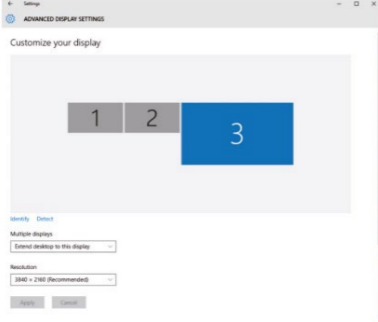 Settings
ADVANCED DISPLAY SETTINGS
Customize your display
1 2 3
Identify Detect
Multiple displays
Extend desktop to this display
Resolution
3840 × 2160 (Recommended)
Apply Cancel